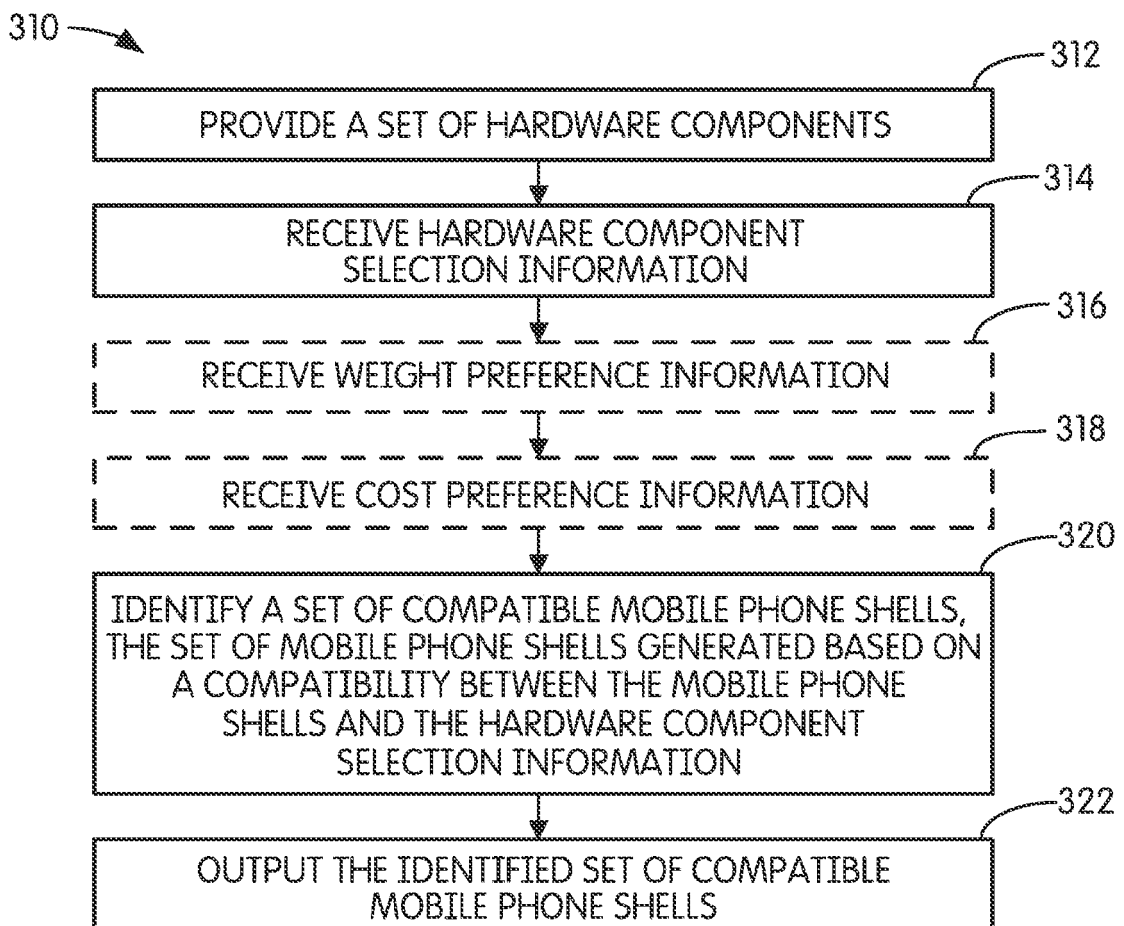 310
312
PROVIDE A SET OF HARDWARE COMPONENTS
314
RECEIVE HARDWARE COMPONENT
SELECTION INFORMATION
316
RECEIVE WEIGHT PREFERENCE INFORMATION
318
RECEIVE COST PREFERENCE INFORMATION
320
IDENTIFY A SET OF COMPATIBLE MOBILE PHONE SHELLS,
THE SET OF MOBILE PHONE SHELLS GENERATED BASED ON
A COMPATIBILITY BETWEEN THE MOBILE PHONE
SHELLS AND THE HARDWARE COMPONENT
SELECTION INFORMATION
322
OUTPUT THE IDENTIFIED SET OF COMPATIBLE
MOBILE PHONE SHELLS